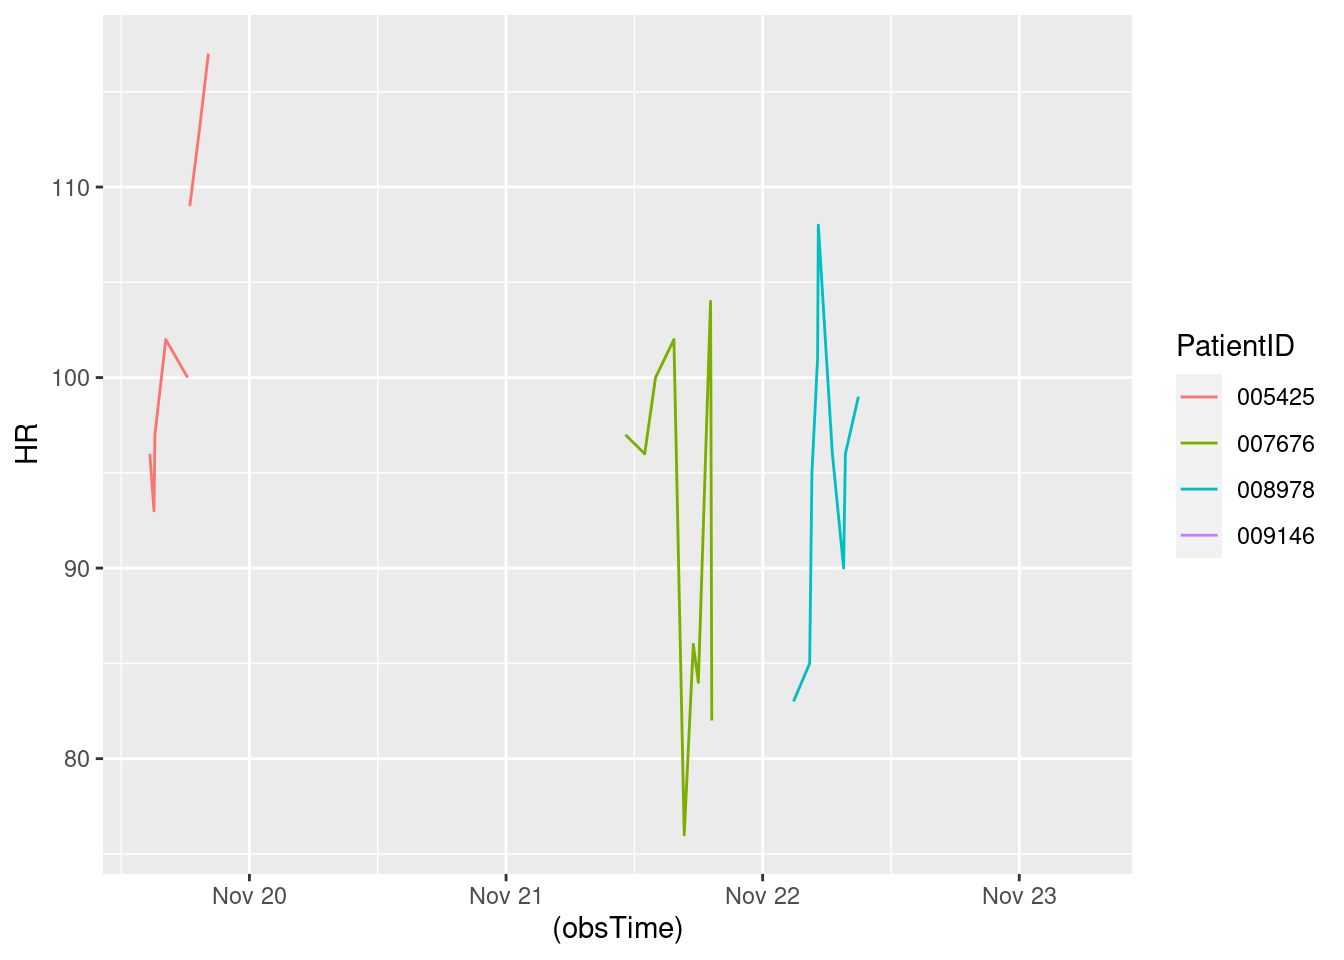 110
100
90
80
HR
Nov 20
Nov 21
Nov 22
Nov 23
(obsTime)
PatientID
005425
007676
008978
009146